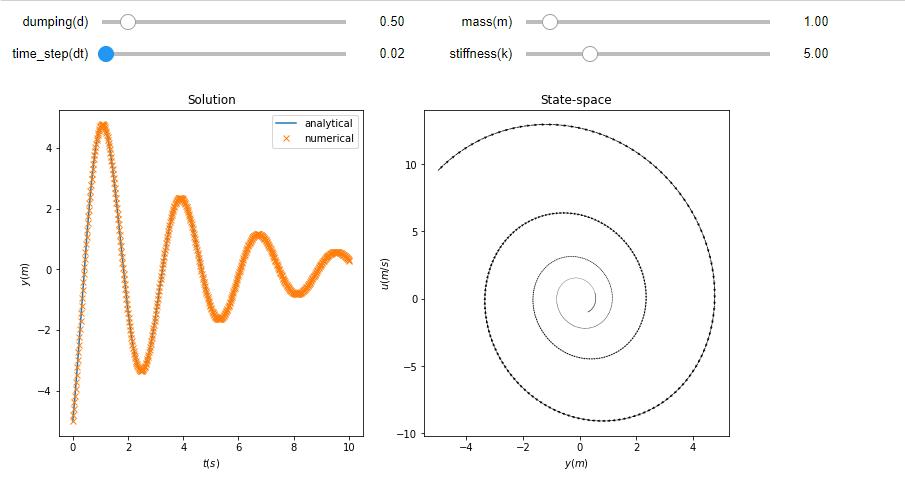 dumping(d) 0.50 mass(m) 1.00
time_step(dt) 0.02 stiffness(k) 5.00
Solution State-space
analytical
numerical
4
2
0
−2
−4
y(m)
0 2 4 6 8 10
t(s)
10
5
0
−5
−10
u(m/s)
−4 −2 0 2 4
y(m)